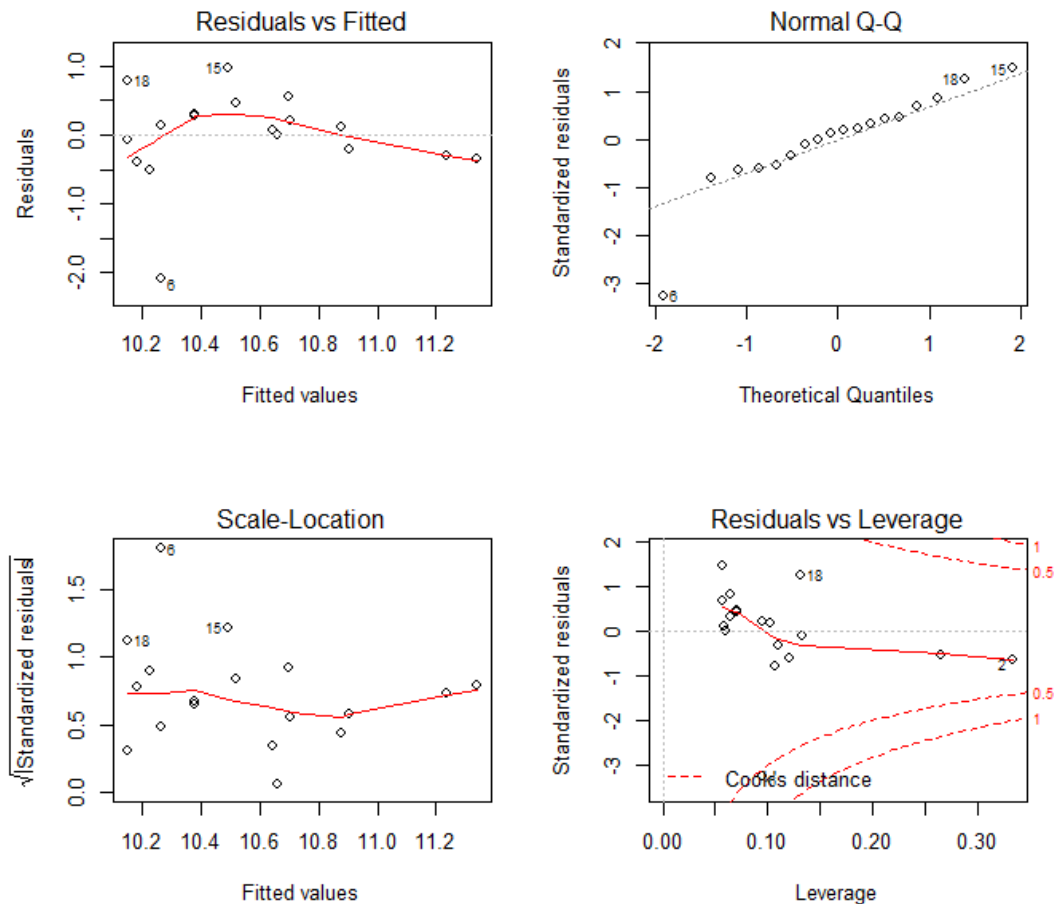 Residuals vs Fitted
Residuals
1.0
0.0
-1.0
-2.0
18
15
6
10.2 10.4 10.6 10.8 11.0 11.2
Fitted values
Normal Q-Q
Standardized residuals
2
1
0
-1
-2
-3
18
15
6
-2 -1 0 1 2
Theoretical Quantiles
Scale-Location
√|Standardized residuals|
1.5
1.0
0.5
0.0
6
18
15
10.2 10.4 10.6 10.8 11.0 11.2
Fitted values
Residuals vs Leverage
Standardized residuals
2
1
0
-1
-2
-3
18
2
1
0.5
0.5
1
Cook's distance
0.00 0.10 0.20 0.30
Leverage